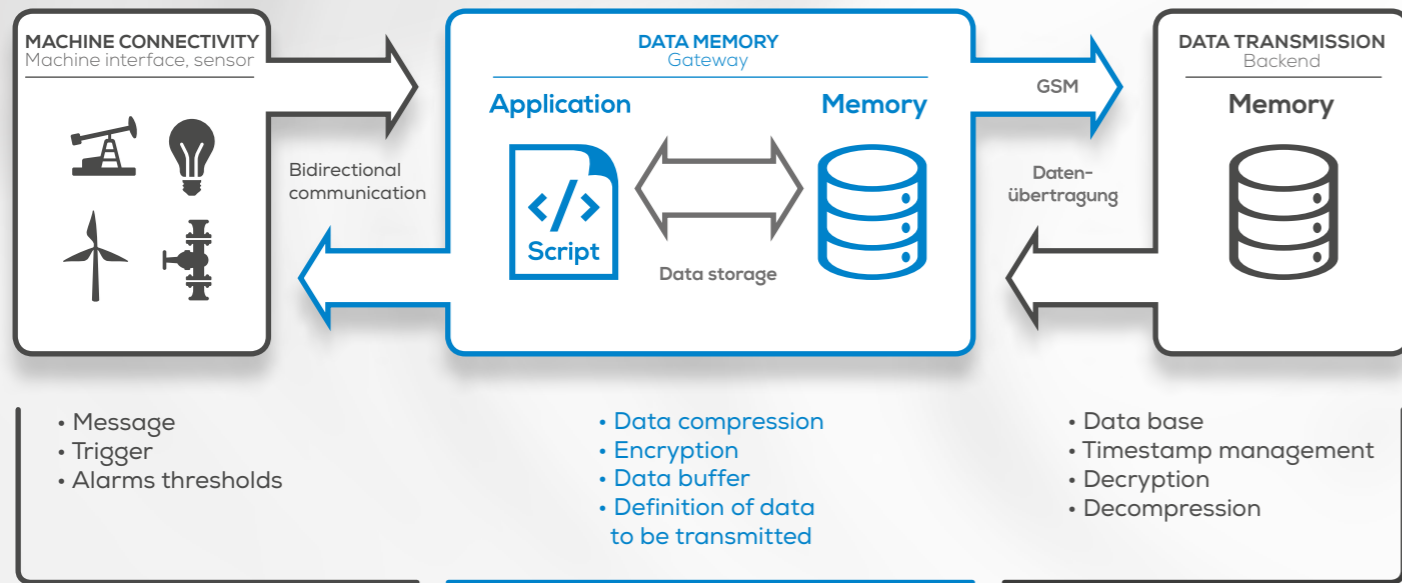 MACHINE CONNECTIVITY
Machine interface, sensor
Bidirectional
communication
DATA MEMORY
Gateway
Application
Memory
</>
Script
Data storage
GSM
Daten-
übertragung
DATA TRANSMISSION
Backend
Memory
• Message
• Trigger
• Alarms thresholds
• Data compression
• Encryption
• Data buffer
• Definition of data
to be transmitted
• Data base
• Timestamp management
• Decryption
• Decompression